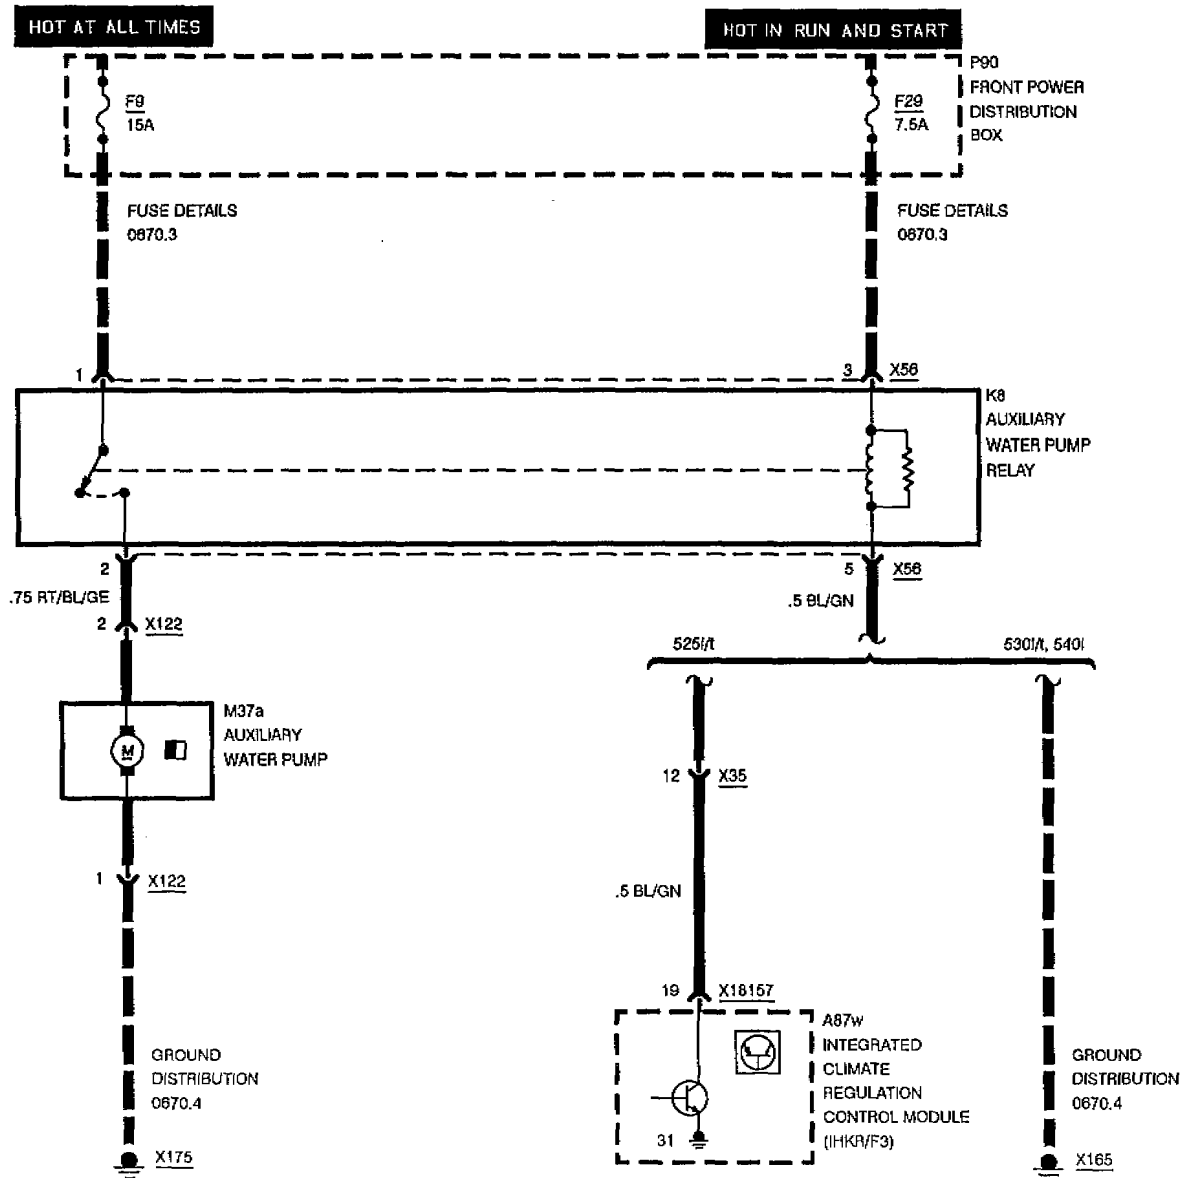 HOT AT ALL TIMES
HOT IN RUN AND START
F9
15A
F29
7.5A
P90
FRONT POWER
DISTRIBUTION
BOX
FUSE DETAILS
0670.3
FUSE DETAILS
0670.3
1
3
X56
K8
AUXILIARY
WATER PUMP
RELAY
2
5
X56
.75 RT/BL/GE
.5 BL/GN
2
X122
525i/t
530i/t, 540i
M37a
AUXILIARY
WATER PUMP
M
12
X35
1
X122
.5 BL/GN
19
X18157
A87w
INTEGRATED
CLIMATE
REGULATION
CONTROL MODULE
(IHKR/F3)
31
GROUND
DISTRIBUTION
0670.4
GROUND
DISTRIBUTION
0670.4
X175
X165